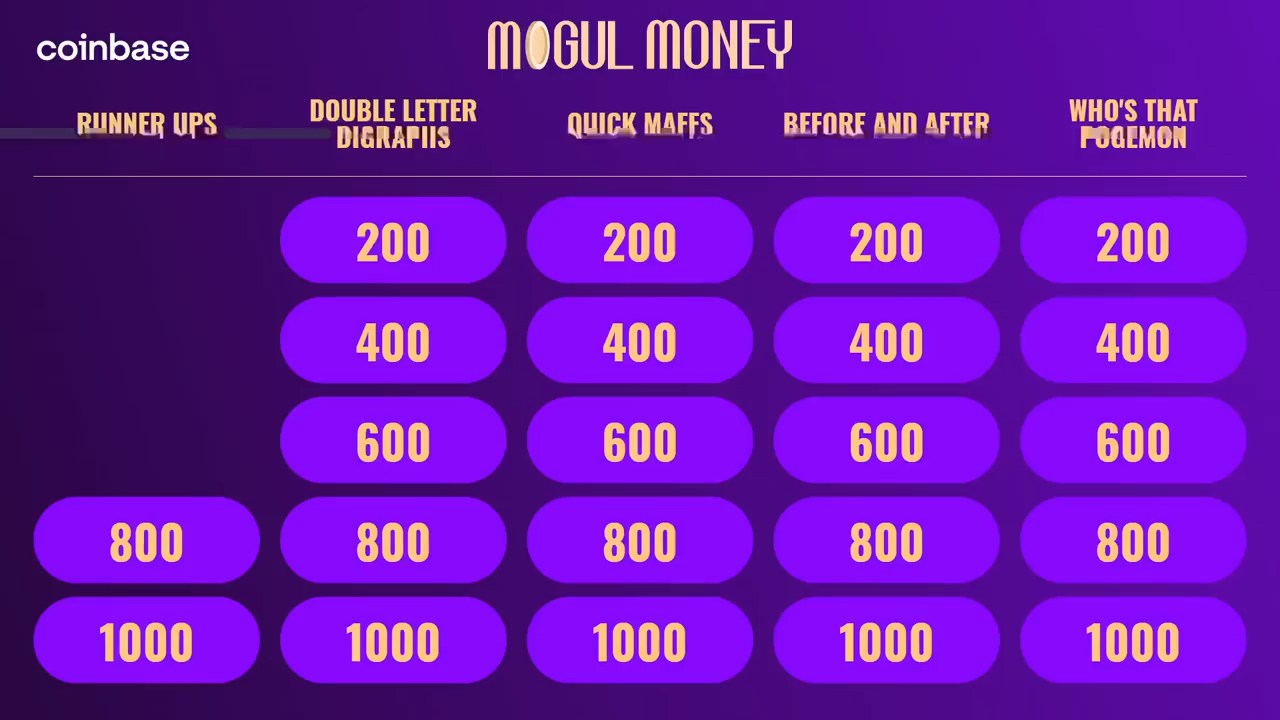 coinbase
MOGUL MONEY
RUNNER UPS
DOUBLE LETTER
DIGRAPHS
QUICK MAFFS
BEFORE AND AFTER
WHO'S THAT
POGEMON
200 200 200 200
400 400 400 400
600 600 600 600
800 800 800 800 800
1000 1000 1000 1000 1000